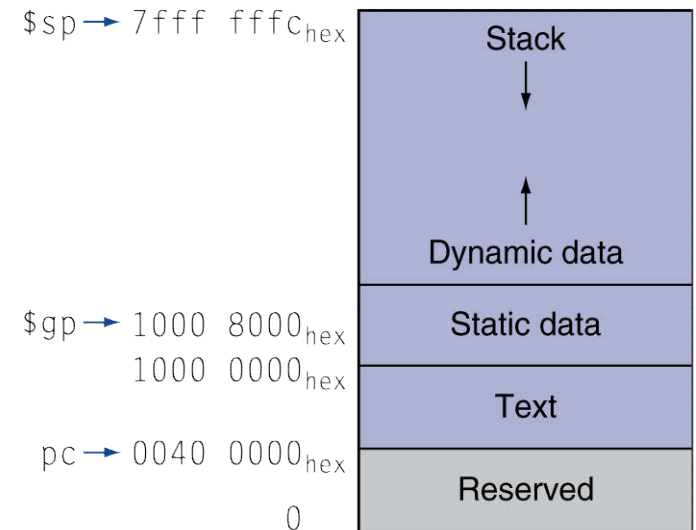 $sp → 7fff fffc hex
Stack
Dynamic data
$gp → 1000 8000 hex
Static data
1000 0000 hex
Text
pc → 0040 0000 hex
Reserved
0